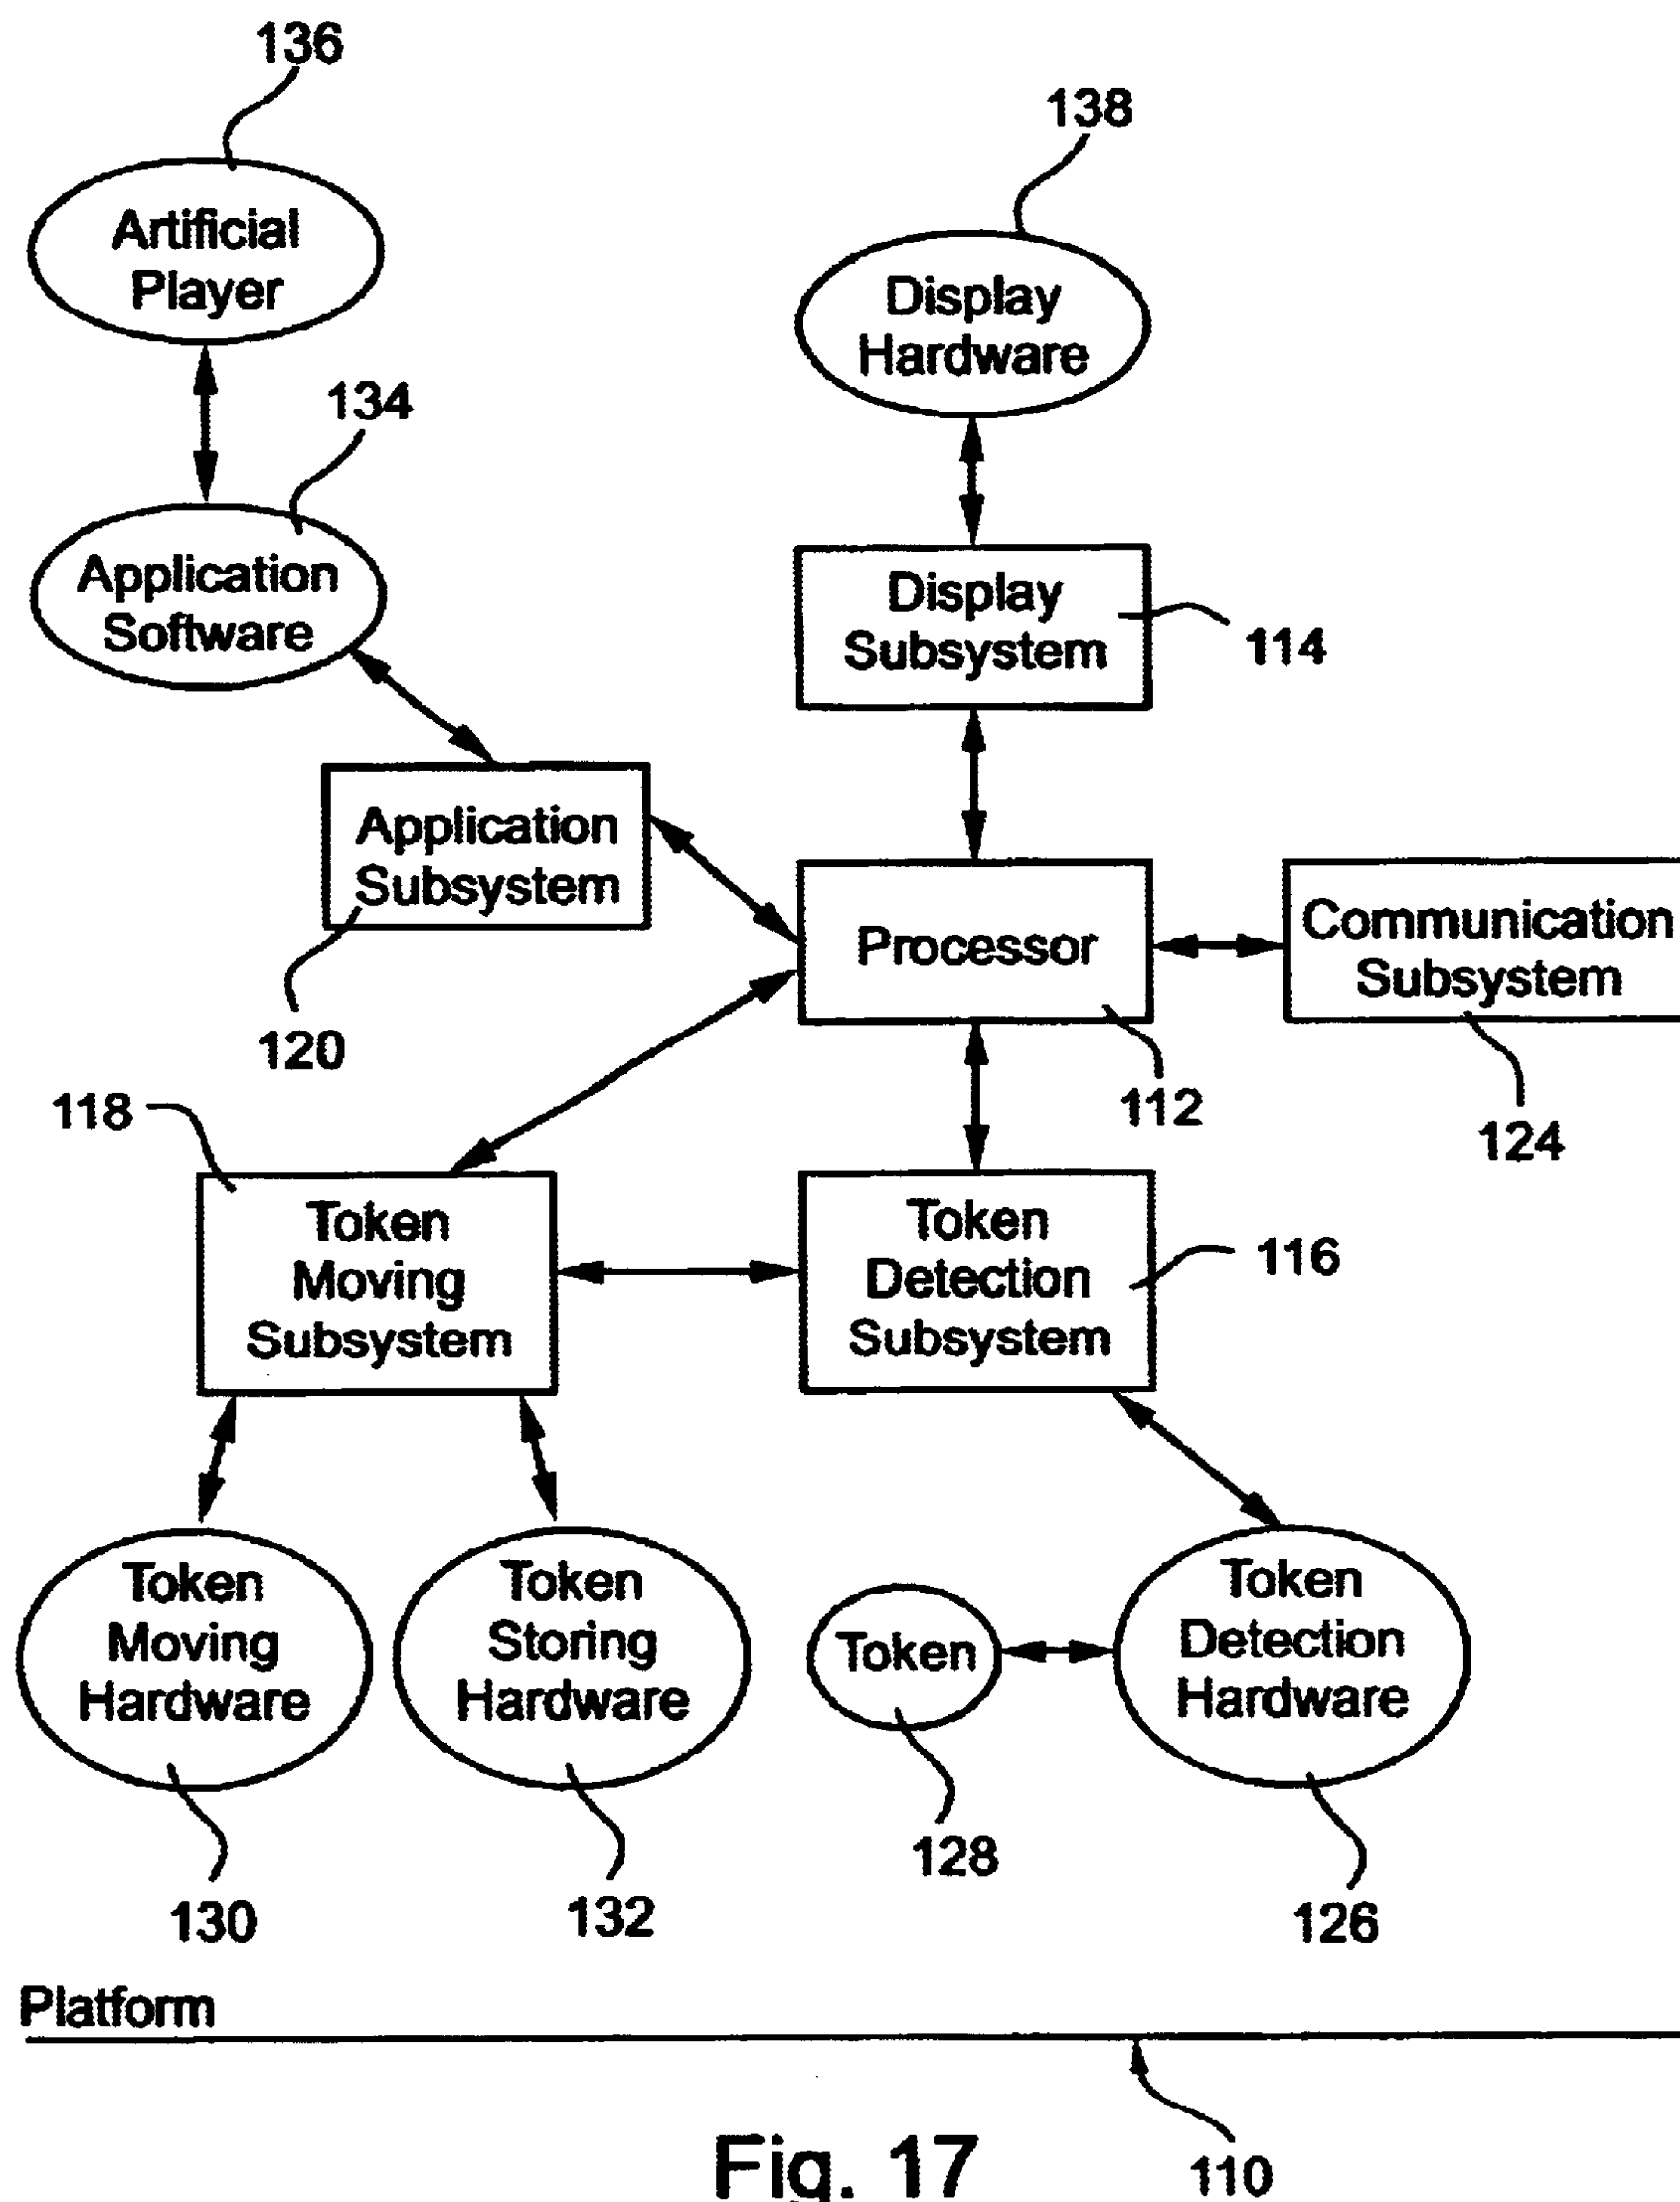 136
138
Artificial
Player
Display
Hardware
134
Application
Software
Display
Subsystem
114
Application
Subsystem
Processor
Communication
Subsystem
120
118
112
124
Token
Moving
Subsystem
Token
Detection
Subsystem
116
Token
Moving
Hardware
Token
Storing
Hardware
Token
Token
Detection
Hardware
128
130
132
126
Platform
Fig. 17
110